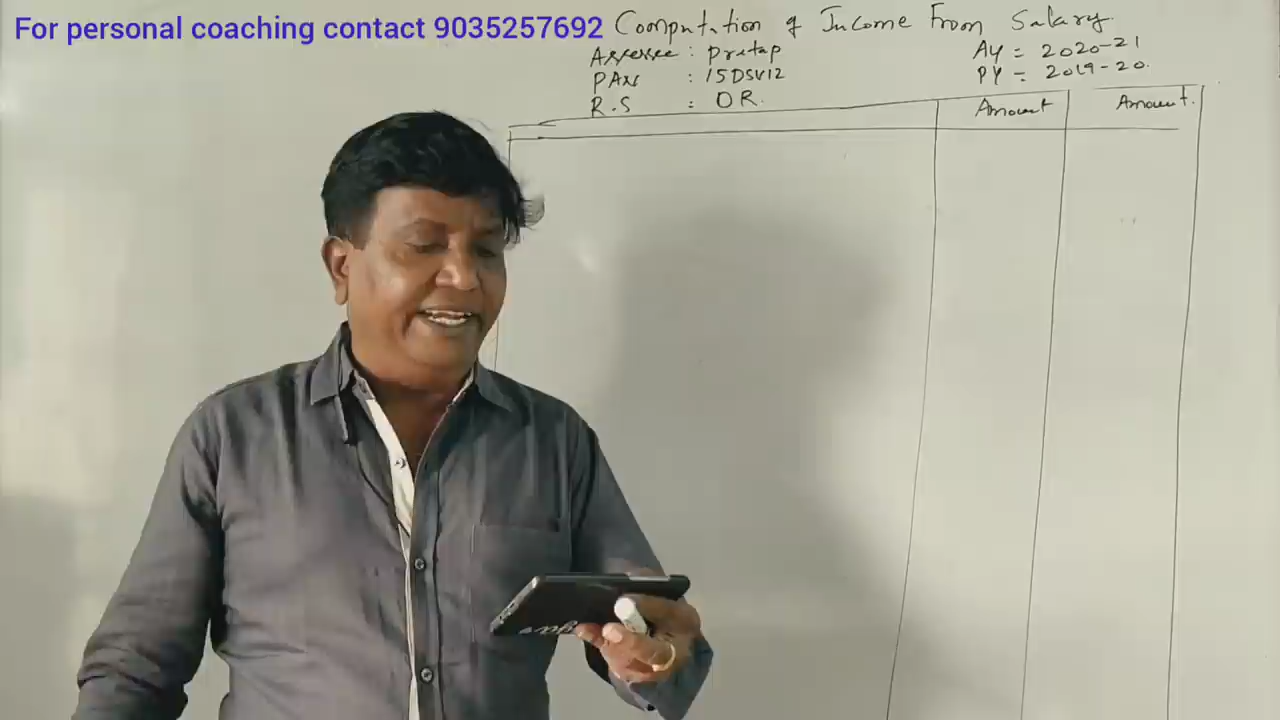 For personal coaching contact 9035257692
Computation of Income From Salary.
Assessee : Pratap
AY = 2020-21
PAN : 15DSV12
PY = 2019-20.
R.S : OR.
Amount
Amount.